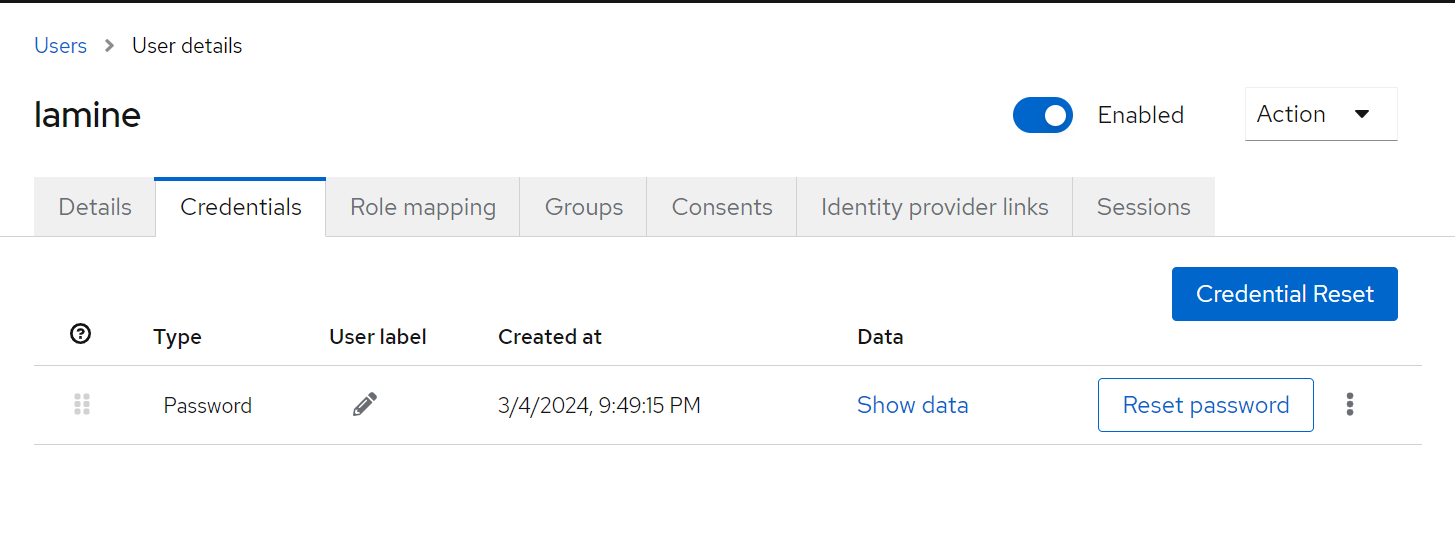 Users > User details
lamine
Enabled
Action
Details Credentials Role mapping Groups Consents Identity provider links Sessions
Credential Reset
Type User label Created at Data
Password 3/4/2024, 9:49:15 PM Show data Reset password